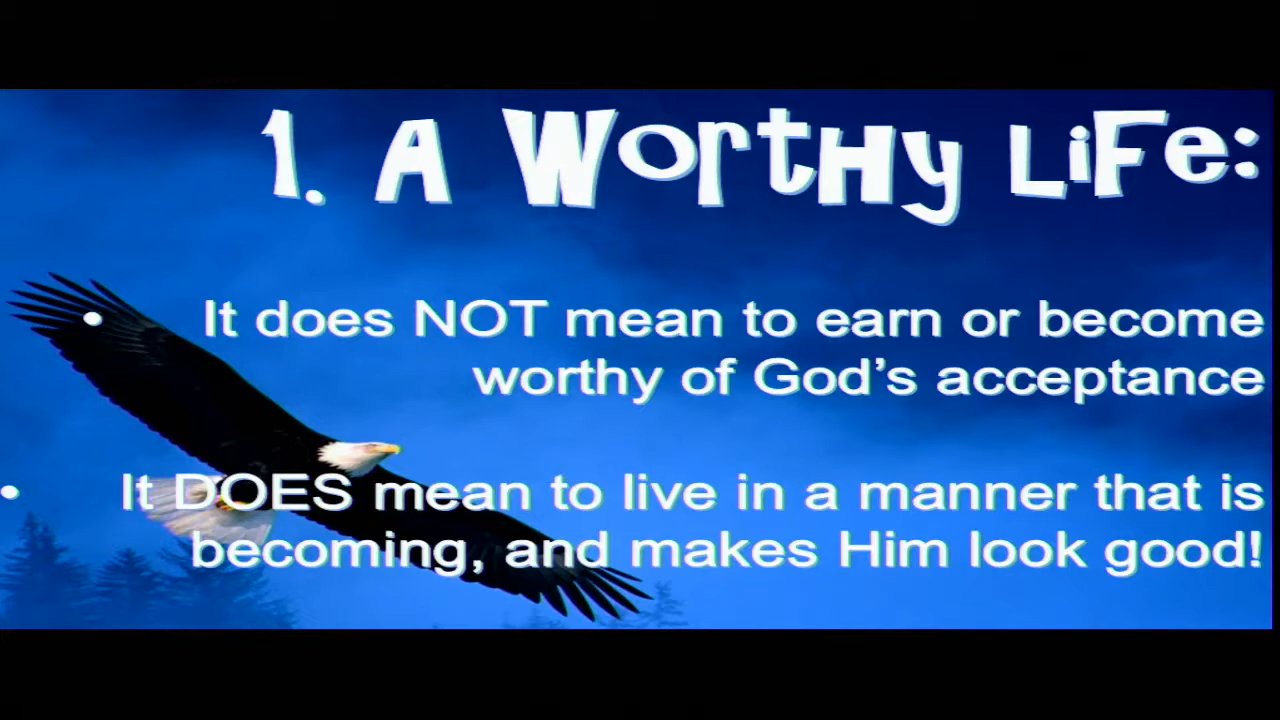 1. A WortHy LiFe:
• It does NOT mean to earn or become
worthy of God’s acceptance
• It DOES mean to live in a manner that is
becoming, and makes Him look good!